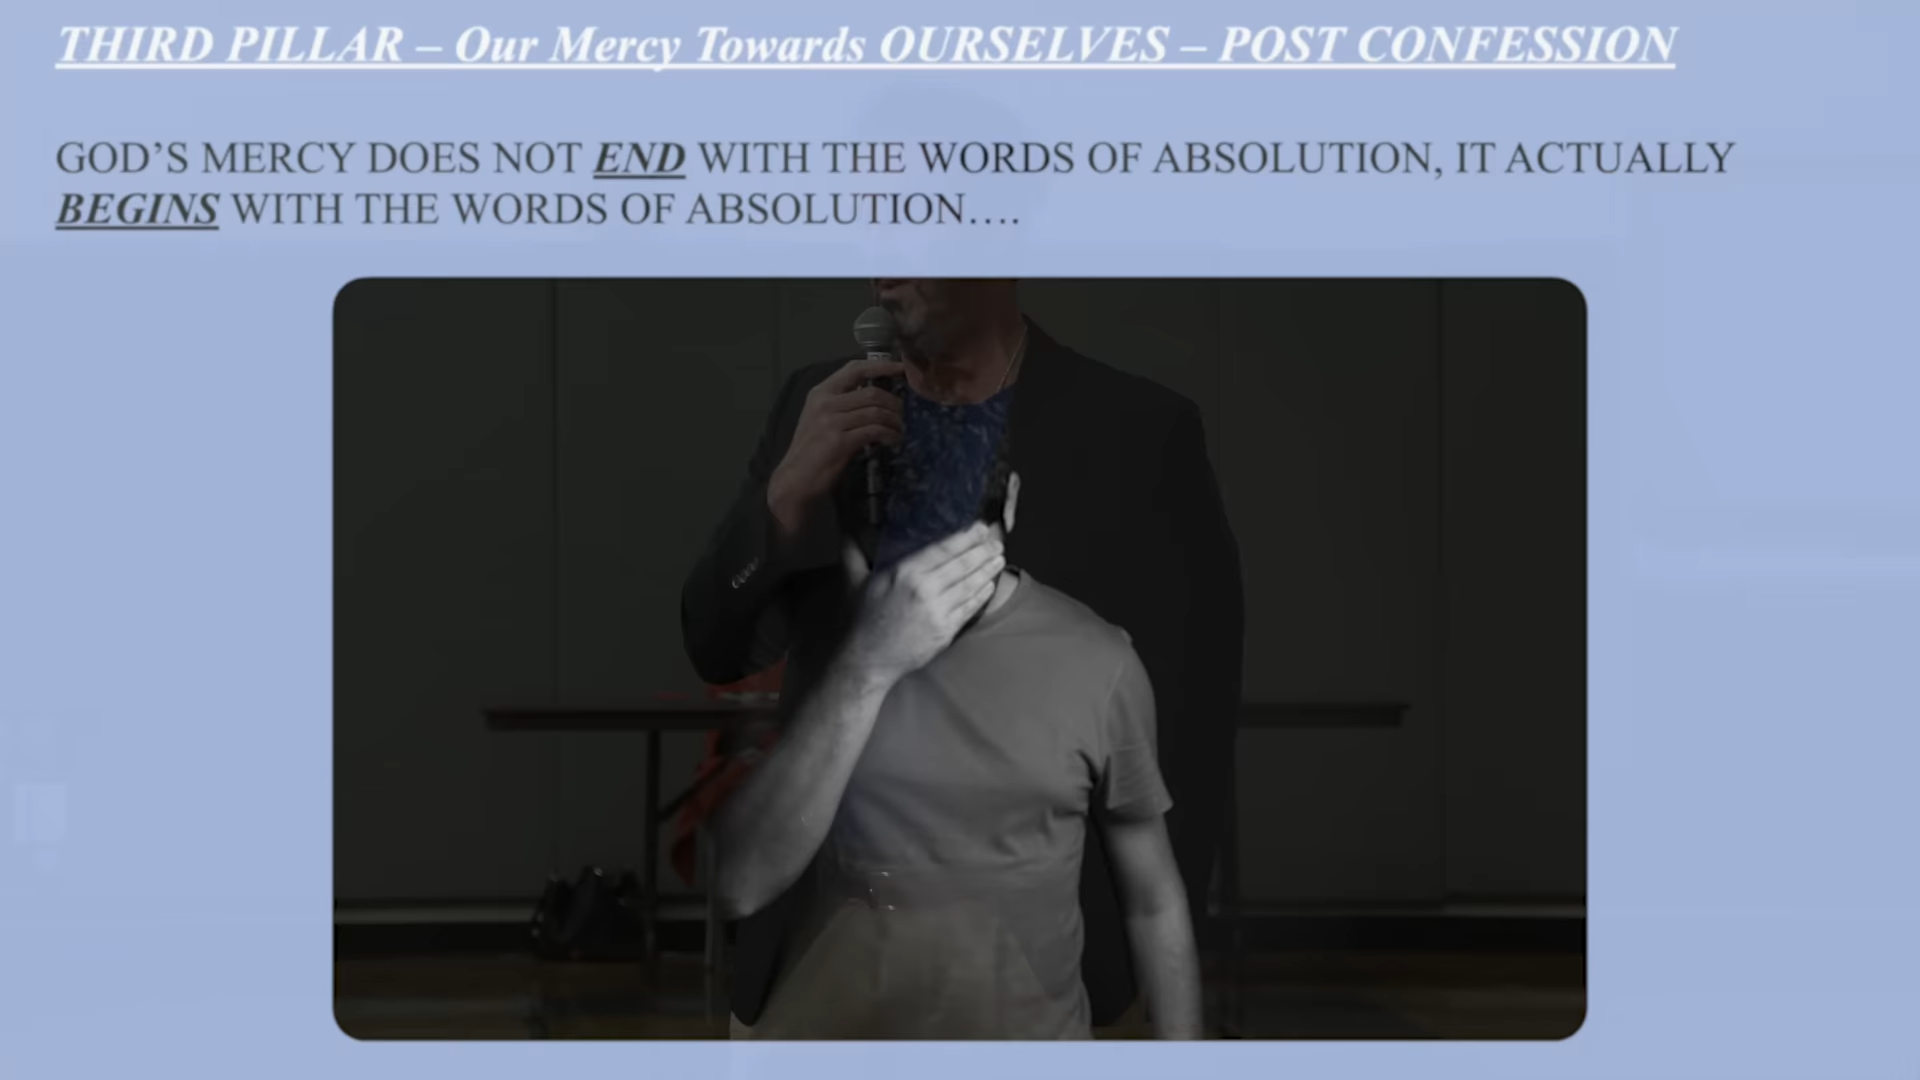 THIRD PILLAR – Our Mercy Towards OURSELVES – POST CONFESSION
GOD’S MERCY DOES NOT END WITH THE WORDS OF ABSOLUTION, IT ACTUALLY
BEGINS WITH THE WORDS OF ABSOLUTION….